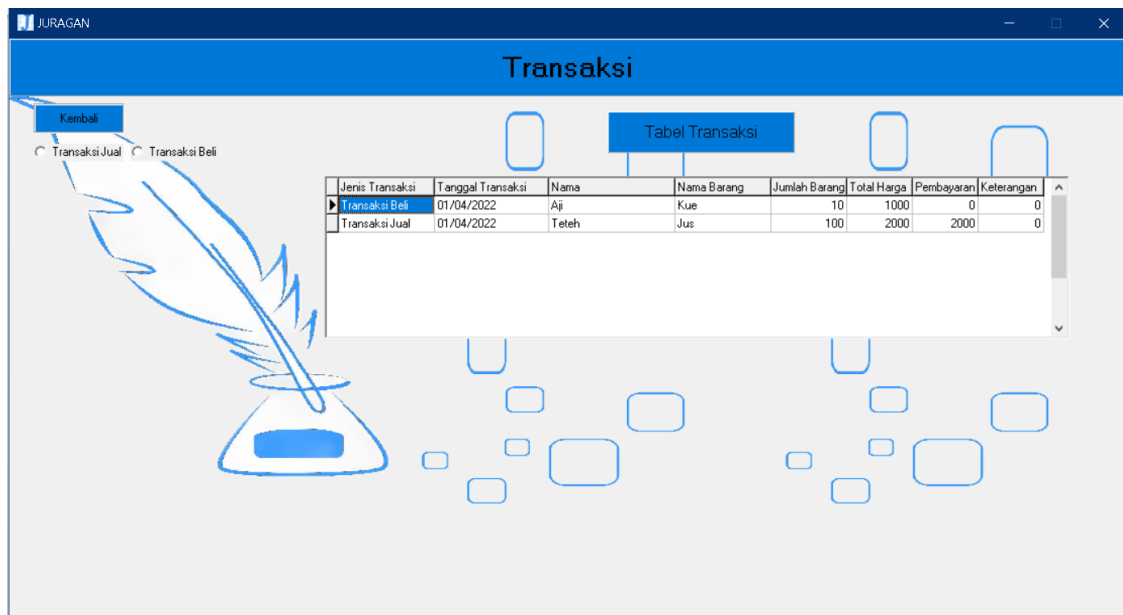 JURAGAN
Transaksi
Kembali
Transaksi Jual Transaksi Beli
Tabel Transaksi
Jenis Transaksi Tanggal Transaksi Nama Nama Barang Jumlah Barang Total Harga Pembayaran Keterangan
Transaksi Beli 01/04/2022 Aji Kue 10 1000 0 0
Transaksi Jual 01/04/2022 Teteh Jus 100 2000 2000 0